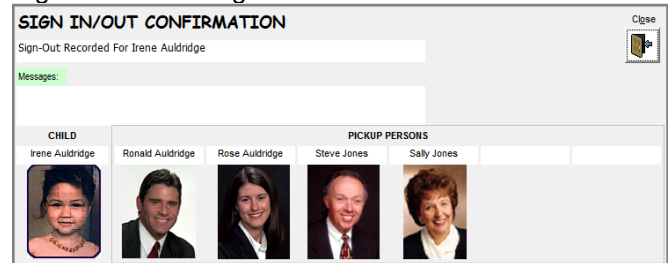 SIGN IN/OUT CONFIRMATION
Close
Sign-Out Recorded For Irene Auldridge
Messages:
CHILD PICKUP PERSONS
Irene Auldridge Ronald Auldridge Rose Auldridge Steve Jones Sally Jones